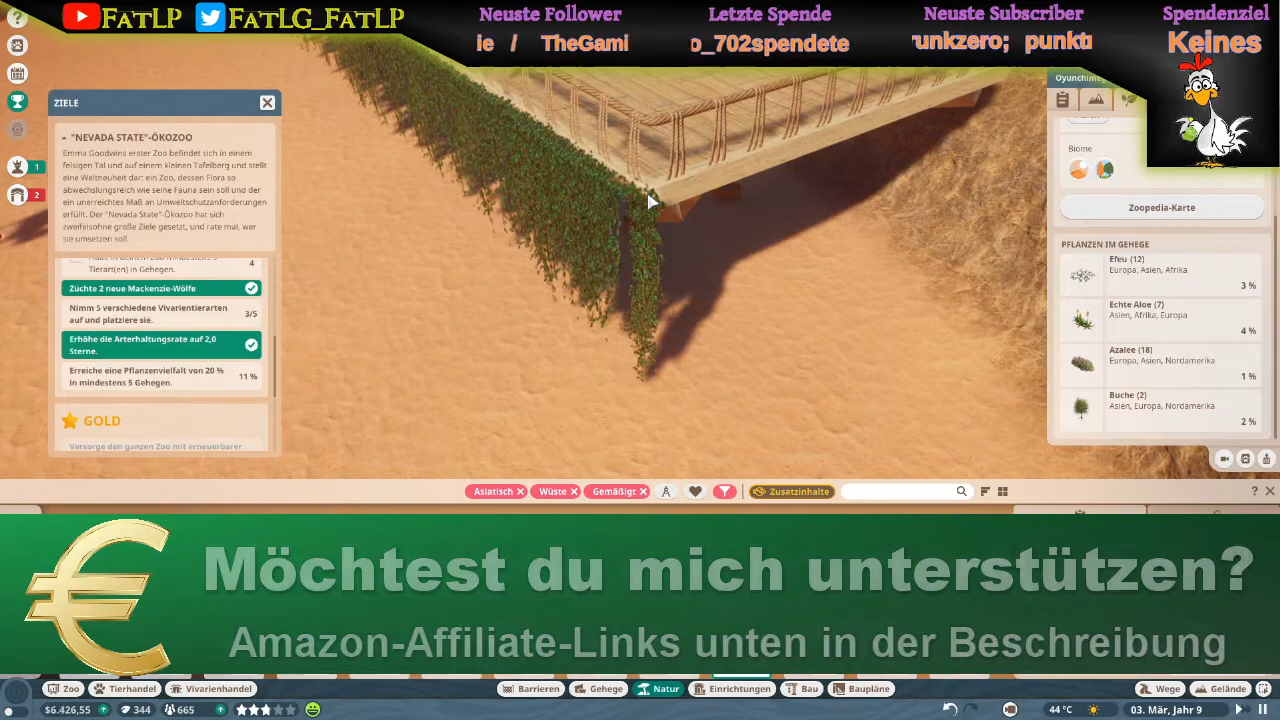 FatLP
FatLG_FatLP
Neuste Follower
ie / TheGami
Letzte Spende
o_702spendete
Neuste Subscriber
unkzero; punktı
Spendenziel
Keines
ZIELE
"NEVADA STATE"-ÖKOZOO
Emma Goodwins erster Zoo befindet sich in einem
felsigen Tal und auf einem kleinen Tafelberg und stellt
eine Weltneuheit dar: ein Zoo, dessen Flora so
abwechslungsreich wie seine Fauna sein soll und der
ein unerreichtes Maß an Umweltschutzanforderungen
erfüllt. Der "Nevada State"-Ökozoo hat sich
zweifelsohne große Ziele gesetzt, und rate mal, wer
sie umsetzen soll.
Tierart(en) in Gehegen.
4
Züchte 2 neue Mackenzie-Wölfe
Nimm 5 verschiedene Vivarientierarten
auf und platziere sie.
3/5
Erhöhe die Arterhaltungsrate auf 2,0
Sterne.
Erreiche eine Pflanzenvielfalt von 20 %
in mindestens 5 Gehegen.
11 %
GOLD
Versorge den ganzen Zoo mit erneuerbarer
1
2
Biome
Zoopedia-Karte
PFLANZEN IM GEHEGE
Efeu (12)
Europa, Asien, Afrika
3 %
Echte Aloe (7)
Asien, Afrika, Europa
4 %
Azalee (18)
Europa, Asien, Nordamerika
1 %
Buche (2)
Asien, Europa, Nordamerika
2 %
Asiatisch
Wüste
Gemäßigt
Zusatzinhalte
Möchtest du mich unterstützen?
Amazon-Affiliate-Links unten in der Beschreibung
Zoo
Tierhandel
Vivarienhandel
Barrieren
Gehege
Natur
Einrichtungen
Bau
Baupläne
Wege
Gelände
$6.426,55
344
665
44 °C
03. Mär, Jahr 9